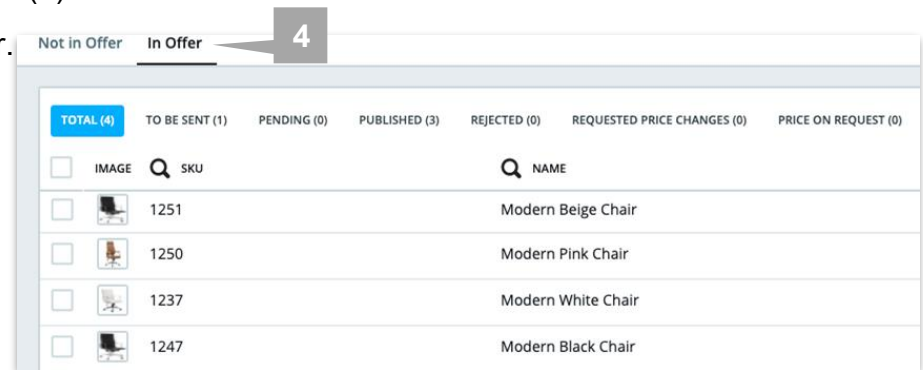 r.
Not in Offer In Offer 4
TOTAL (4) TO BE SENT (1) PENDING (0) PUBLISHED (3) REJECTED (0) REQUESTED PRICE CHANGES (0) PRICE ON REQUEST (0)
IMAGE SKU NAME
1251 Modern Beige Chair
1250 Modern Pink Chair
1237 Modern White Chair
1247 Modern Black Chair